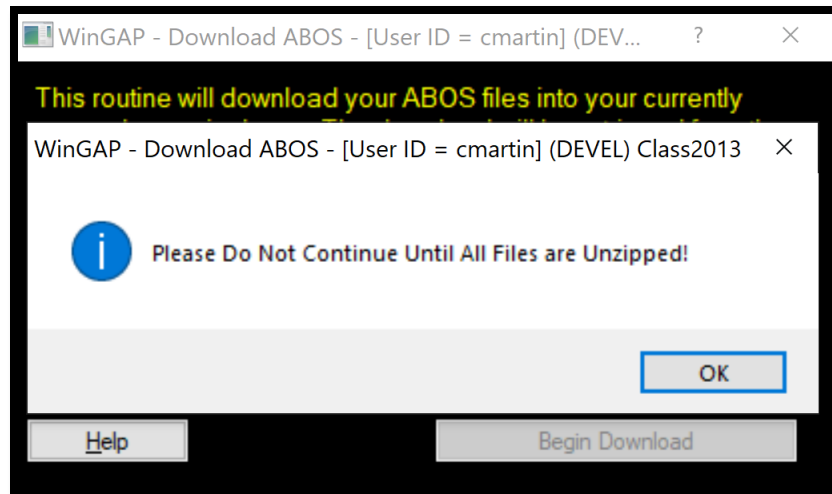 WinGAP - Download ABOS - [User ID = cmartin] (DEV...
?
This routine will download your ABOS files into your currently
WinGAP - Download ABOS - [User ID = cmartin] (DEVEL) Class2013
Please Do Not Continue Until All Files are Unzipped!
OK
Help
Begin Download